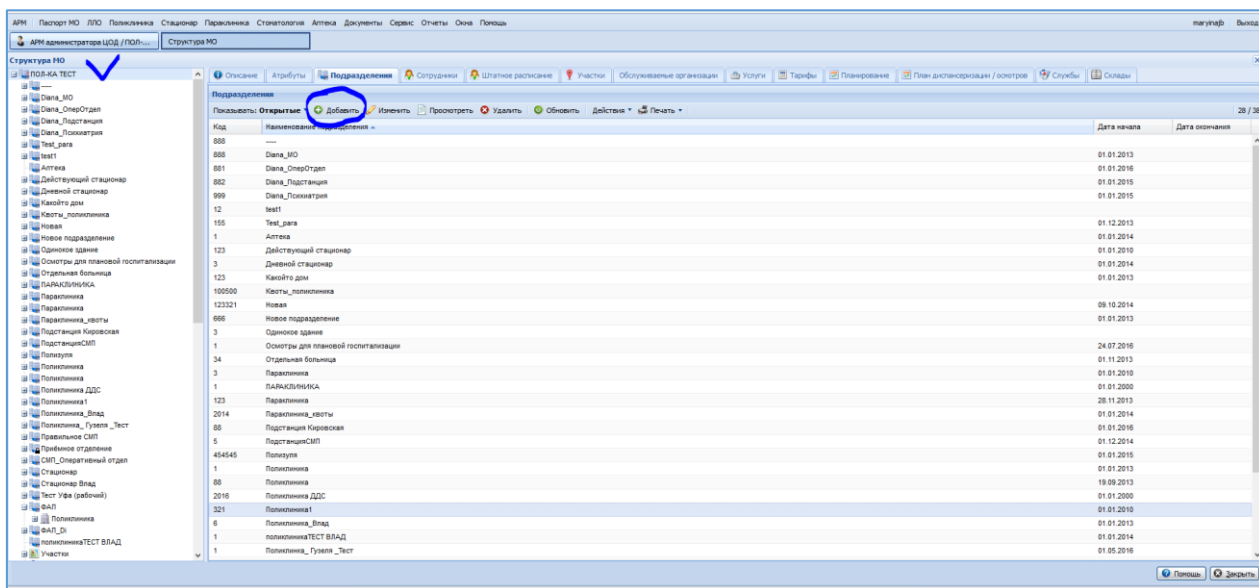 АРМ Паспорт МО ЛЛО Поликлиника Стационар Параклиника Стоматология Аптека Документы Сервис Отчеты Окна Помощь maryinajb Выход
АРМ администратора ЦОД / ПОЛ-... Структура МО
Структура МО
ПОЛ-КА ТЕСТ
----
Diana_МО
Diana_ОперОтдел
Diana_Подстанция
Diana_Психиатрия
Test_para
test1
Аптека
Действующий стационар
Дневной стационар
Какойто дом
Квоты_поликлиника
Новая
Новое подразделение
Одинокое здание
Осмотры для плановой госпитализации
Отдельная больница
ПАРАКЛИНИКА
Параклиника
Параклиника
Параклиника_квоты
Подстанция Кировская
ПодстанцияСМП
Полизуля
Поликлиника
Поликлиника
Поликлиника ДДС
Поликлиника1
Поликлиника_Влад
Поликлинка_ Гузеля _Тест
Правильное СМП
Приёмное отделение
СМП_Оперативный отдел
Стационар
Стационар Влад
Тест Уфа (рабочий)
ФАП
Поликлиника
ФАП_Di
поликлиникаТЕСТ ВЛАД
Участки
Описание Атрибуты Подразделения Сотрудники Штатное расписание Участки Обслуживаемые организации Услуги Тарифы Планирование План диспансеризации / осмотров Службы Склады
Подразделения
Показывать: Открытые Добавить Изменить Просмотреть Удалить Обновить Действия Печать 28 / 38
Код Наименование подразделения Дата начала Дата окончания
888 ----
886 Diana_МО 01.01.2013
881 Diana_ОперОтдел 01.01.2016
882 Diana_Подстанция 01.01.2015
999 Diana_Психиатрия 01.01.2015
12 test1
155 Test_para 01.12.2013
1 Аптека 01.01.2014
123 Действующий стационар 01.01.2010
3 Дневной стационар 01.01.2014
123 Какойто дом 01.01.2013
100500 Квоты_поликлиника
123321 Новая 09.10.2014
666 Новое подразделение 01.01.2013
3 Одинокое здание
1 Осмотры для плановой госпитализации 24.07.2016
34 Отдельная больница 01.11.2013
3 Параклиника 01.01.2010
1 ПАРАКЛИНИКА 01.01.2000
123 Параклиника 28.11.2013
2014 Параклиника_квоты 01.01.2014
88 Подстанция Кировская 01.01.2016
5 ПодстанцияСМП 01.12.2014
454545 Полизуля 01.01.2015
1 Поликлиника 01.01.2013
88 Поликлиника 19.09.2013
2016 Поликлиника ДДС 01.01.2000
321 Поликлиника1 01.01.2010
6 Поликлиника_Влад 01.01.2013
1 поликлиникаТЕСТ ВЛАД 01.01.2014
1 Поликлинка_ Гузеля _Тест 01.05.2016
Помощь Закрыть